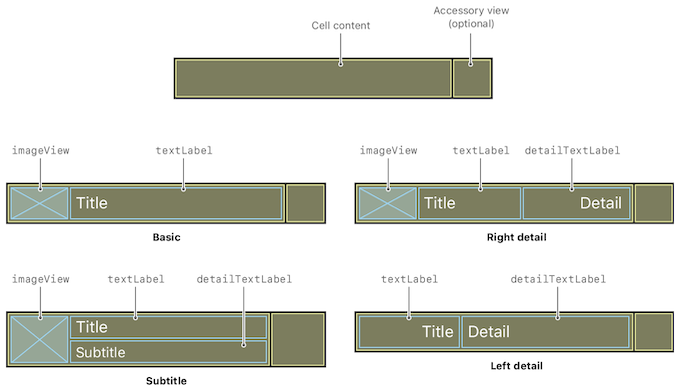 Accessory view
(optional)
Cell content
imageView
textLabel
Title
Basic
imageView
textLabel
detailTextLabel
Title
Detail
Right detail
imageView
textLabel
detailTextLabel
Title
Subtitle
Subtitle
textLabel
detailTextLabel
Title
Detail
Left detail